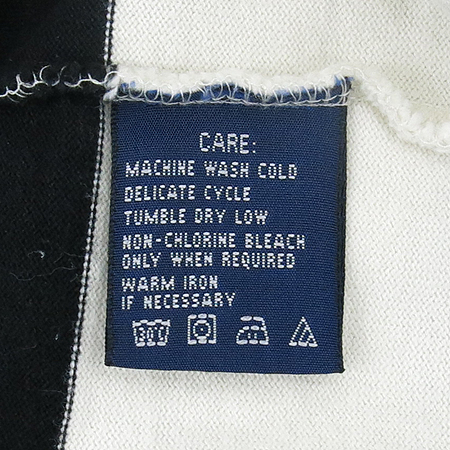 CARE:
MACHINE WASH COLD
DELICATE CYCLE
TUMBLE DRY LOW
NON-CHLORINE BLEACH
ONLY WHEN REQUIRED
WARM IRON
IF NECESSARY